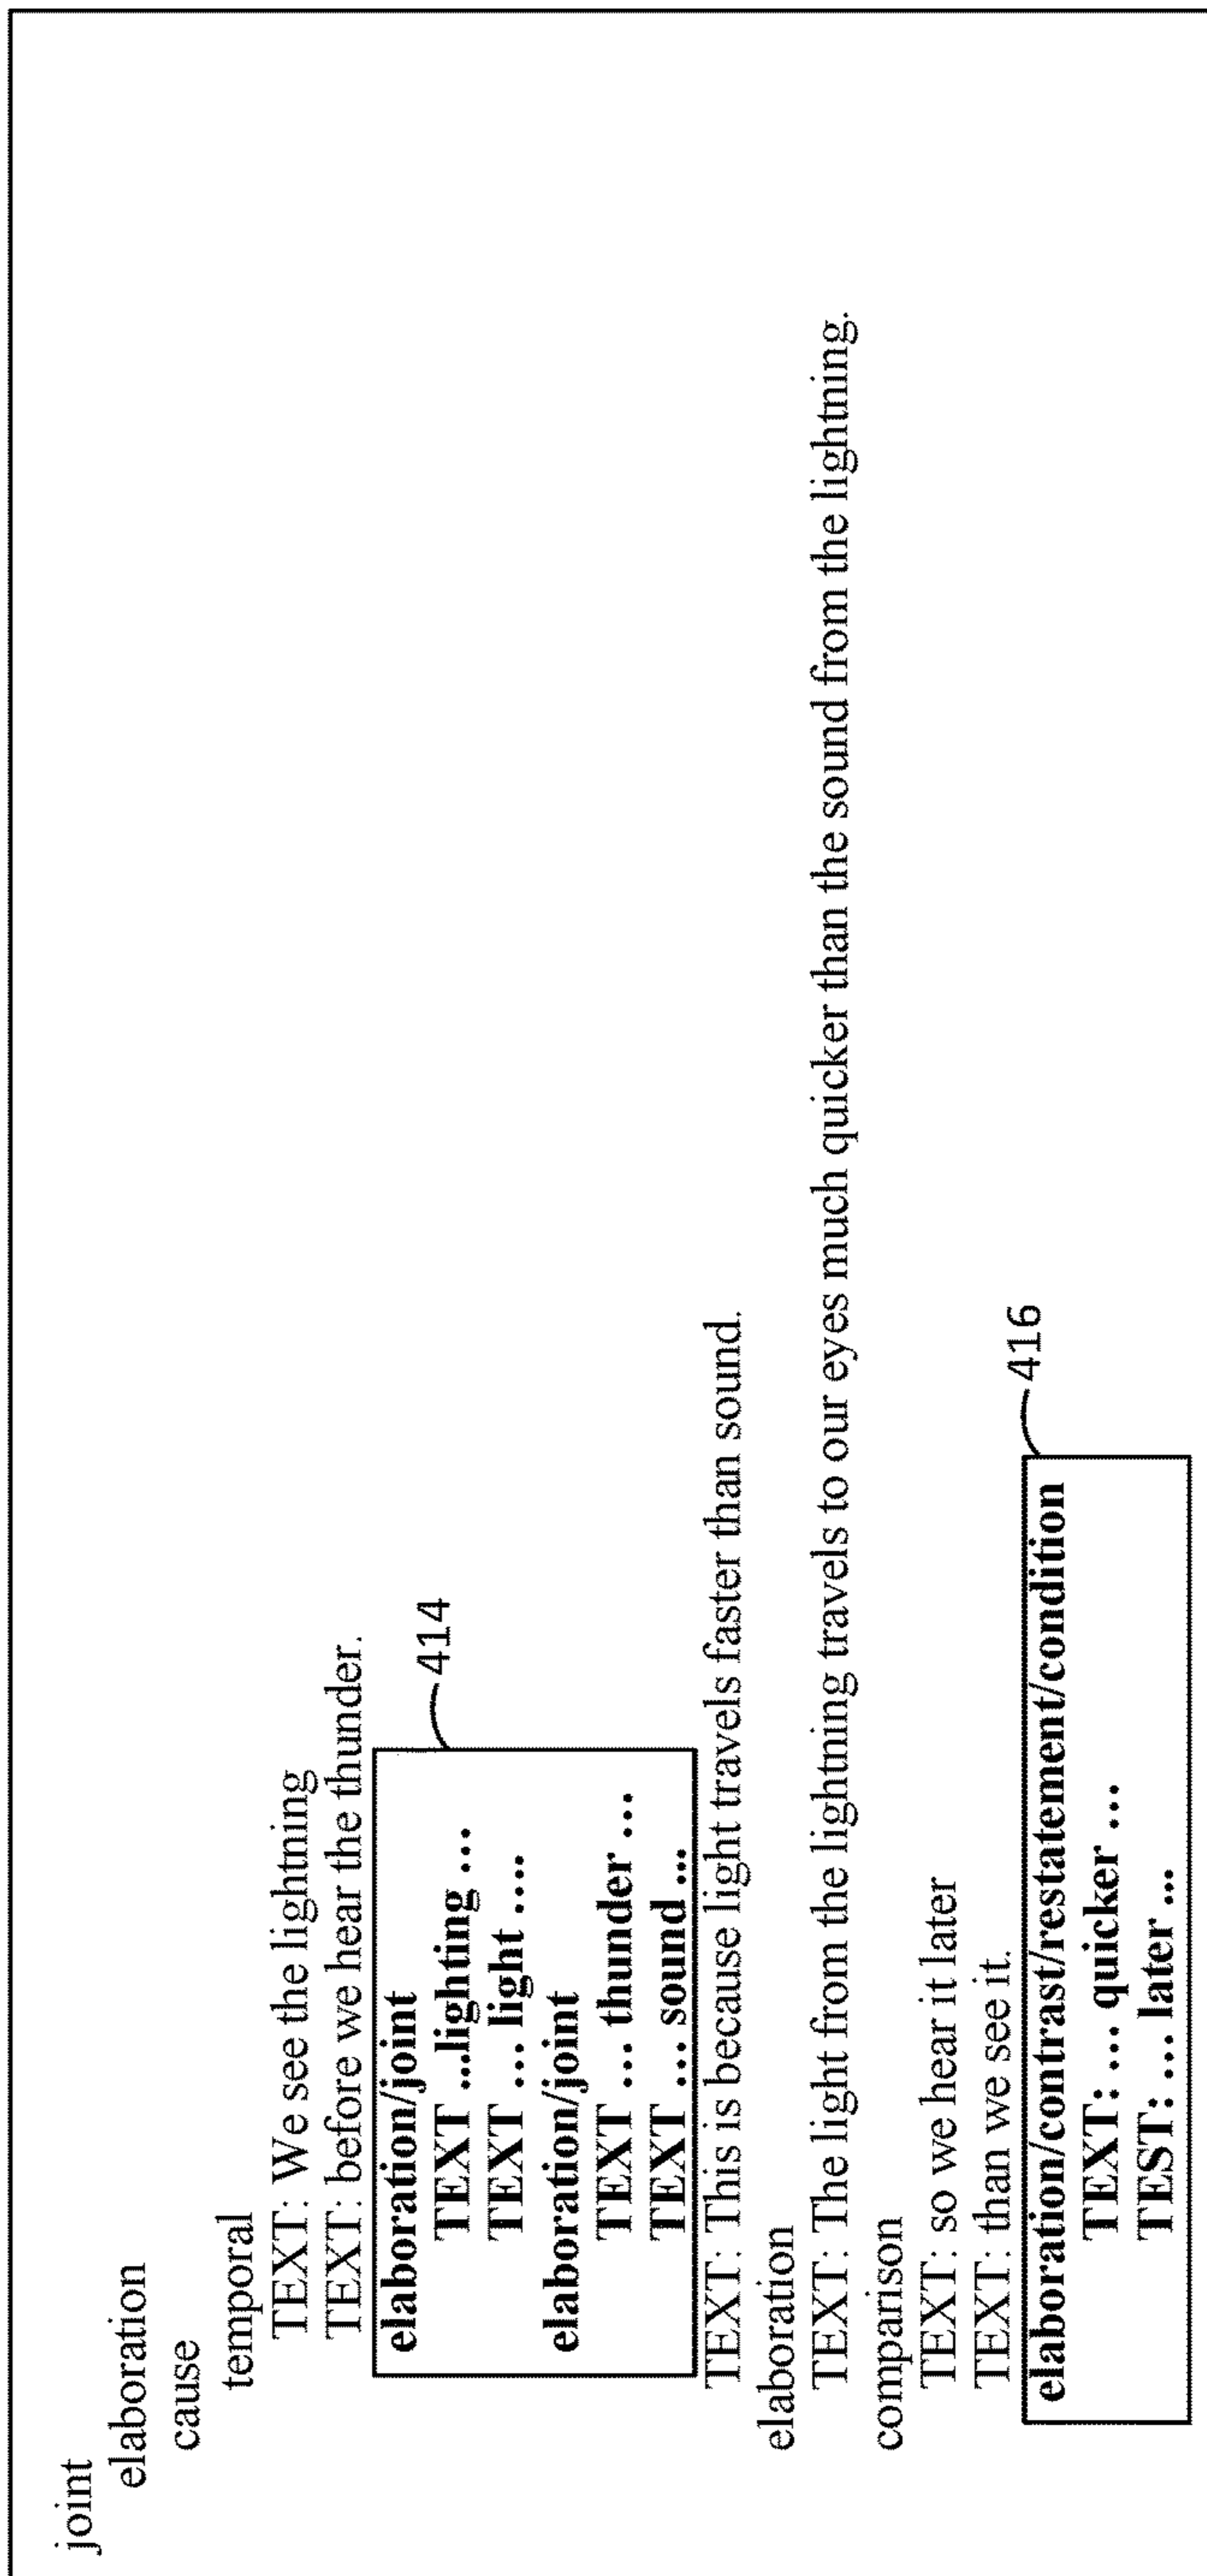 joint
elaboration
cause
temporal
TEXT: We see the lightning
TEXT: before we hear the thunder.
414
elaboration/joint
TEXT ...lighting ...
TEXT ... light ....
elaboration/joint
TEXT ... thunder ...
TEXT ... sound ...
TEXT: This is because light travels faster than sound.
elaboration
TEXT: The light from the lightning travels to our eyes much quicker than the sound from the lightning.
comparison
TEXT: so we hear it later
TEXT: than we see it.
416
elaboration/contrast/restatement/condition
TEXT: ... quicker ...
TEST: ... later ...